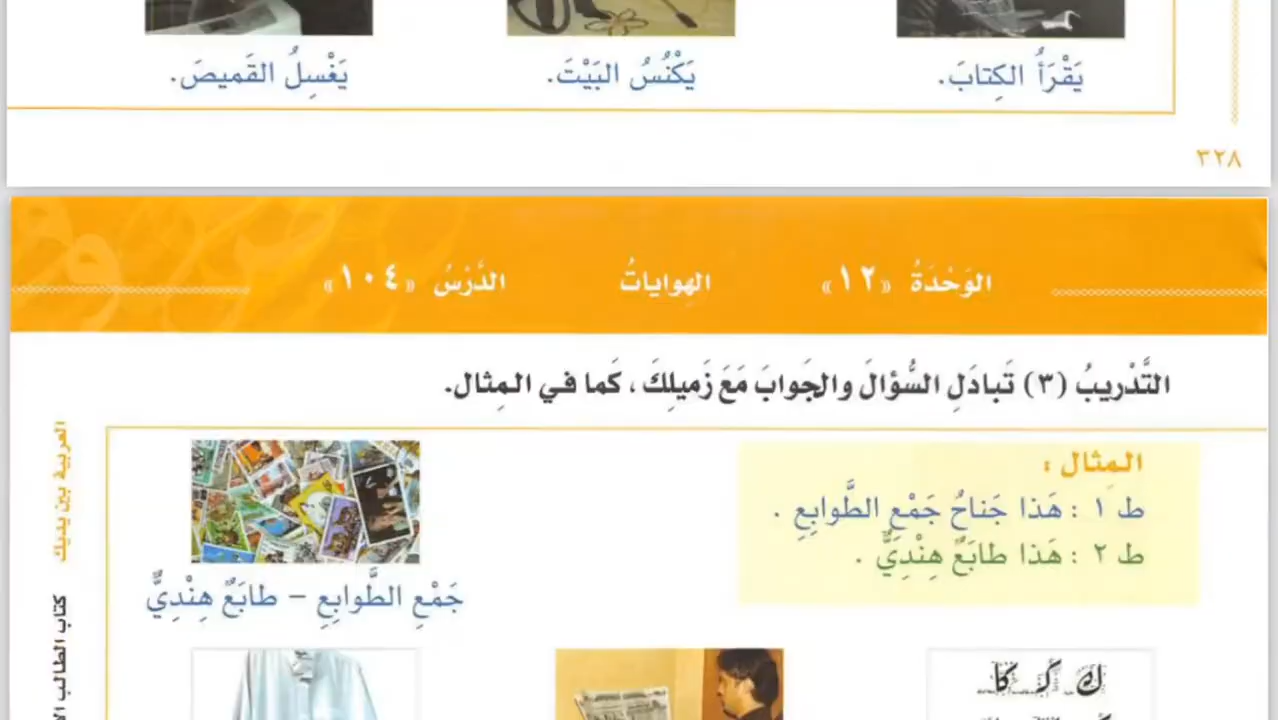 يَقْرَأُ الكِتابَ.
يَكْنُسُ البَيْتَ.
يَغْسِلُ القَميصَ.
٣٢٨
الوَحْدَةُ «١٢» الهِواياتُ الدَّرْسُ «١٠٤»
التَّدْريبُ (٣) تَبادَلِ السُّؤالَ والجَوابَ مَعَ زَميلِكَ ، كَما في المِثال.
المِثال :
ط ١ : هَذا جَناحُ جَمْعِ الطَّوابِعِ .
ط ٢ : هَذا طابَعٌ هِنْدِيٌّ .
جَمْعِ الطَّوابِعِ – طابَعٌ هِنْدِيٌّ
العربية بين يديك
كتاب الطالب